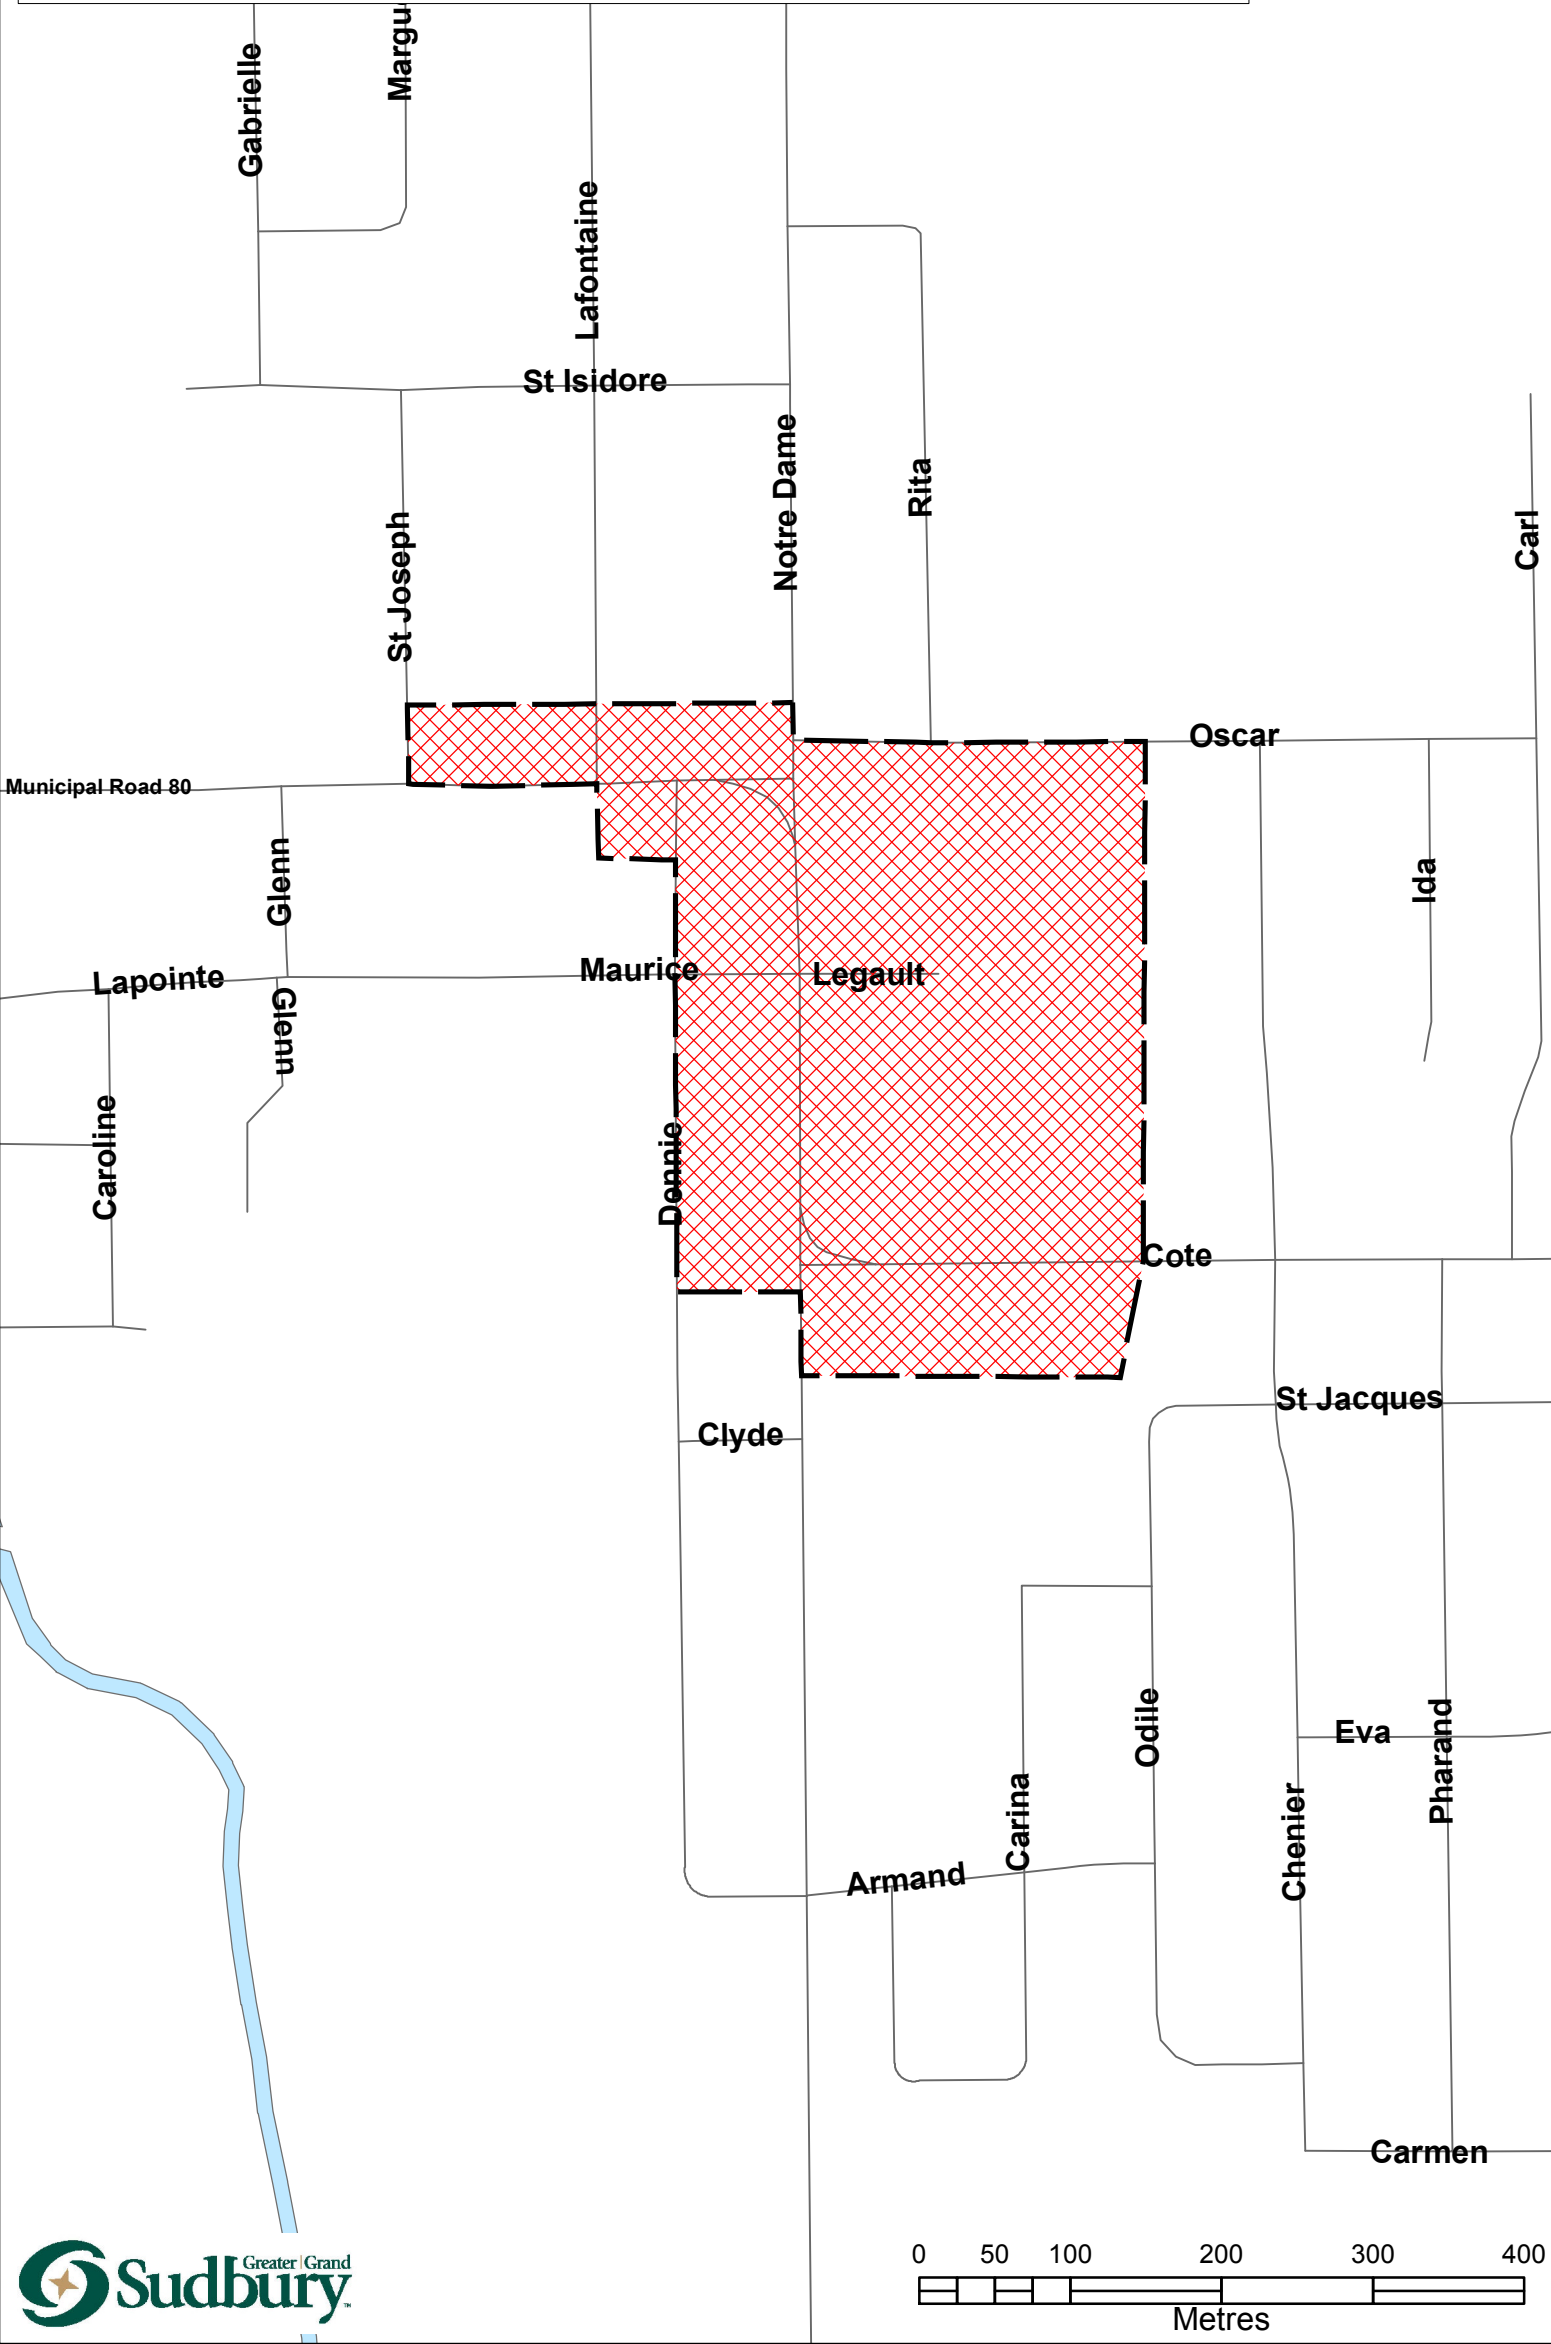 Gabrielle
Margu
Lafontaine
St Isidore
Notre Dame
Rita
Carl
St Joseph
Oscar
Municipal Road 80
Glenn
Ida
Lapointe
Maurice
Legault
Glenn
Caroline
Dennie
Cote
St Jacques
Clyde
Odile
Eva
Pharand
Carina
Chenier
Armand
Carmen
Greater | Grand
Sudbury
TM
0 50 100 200 300 400
Metres